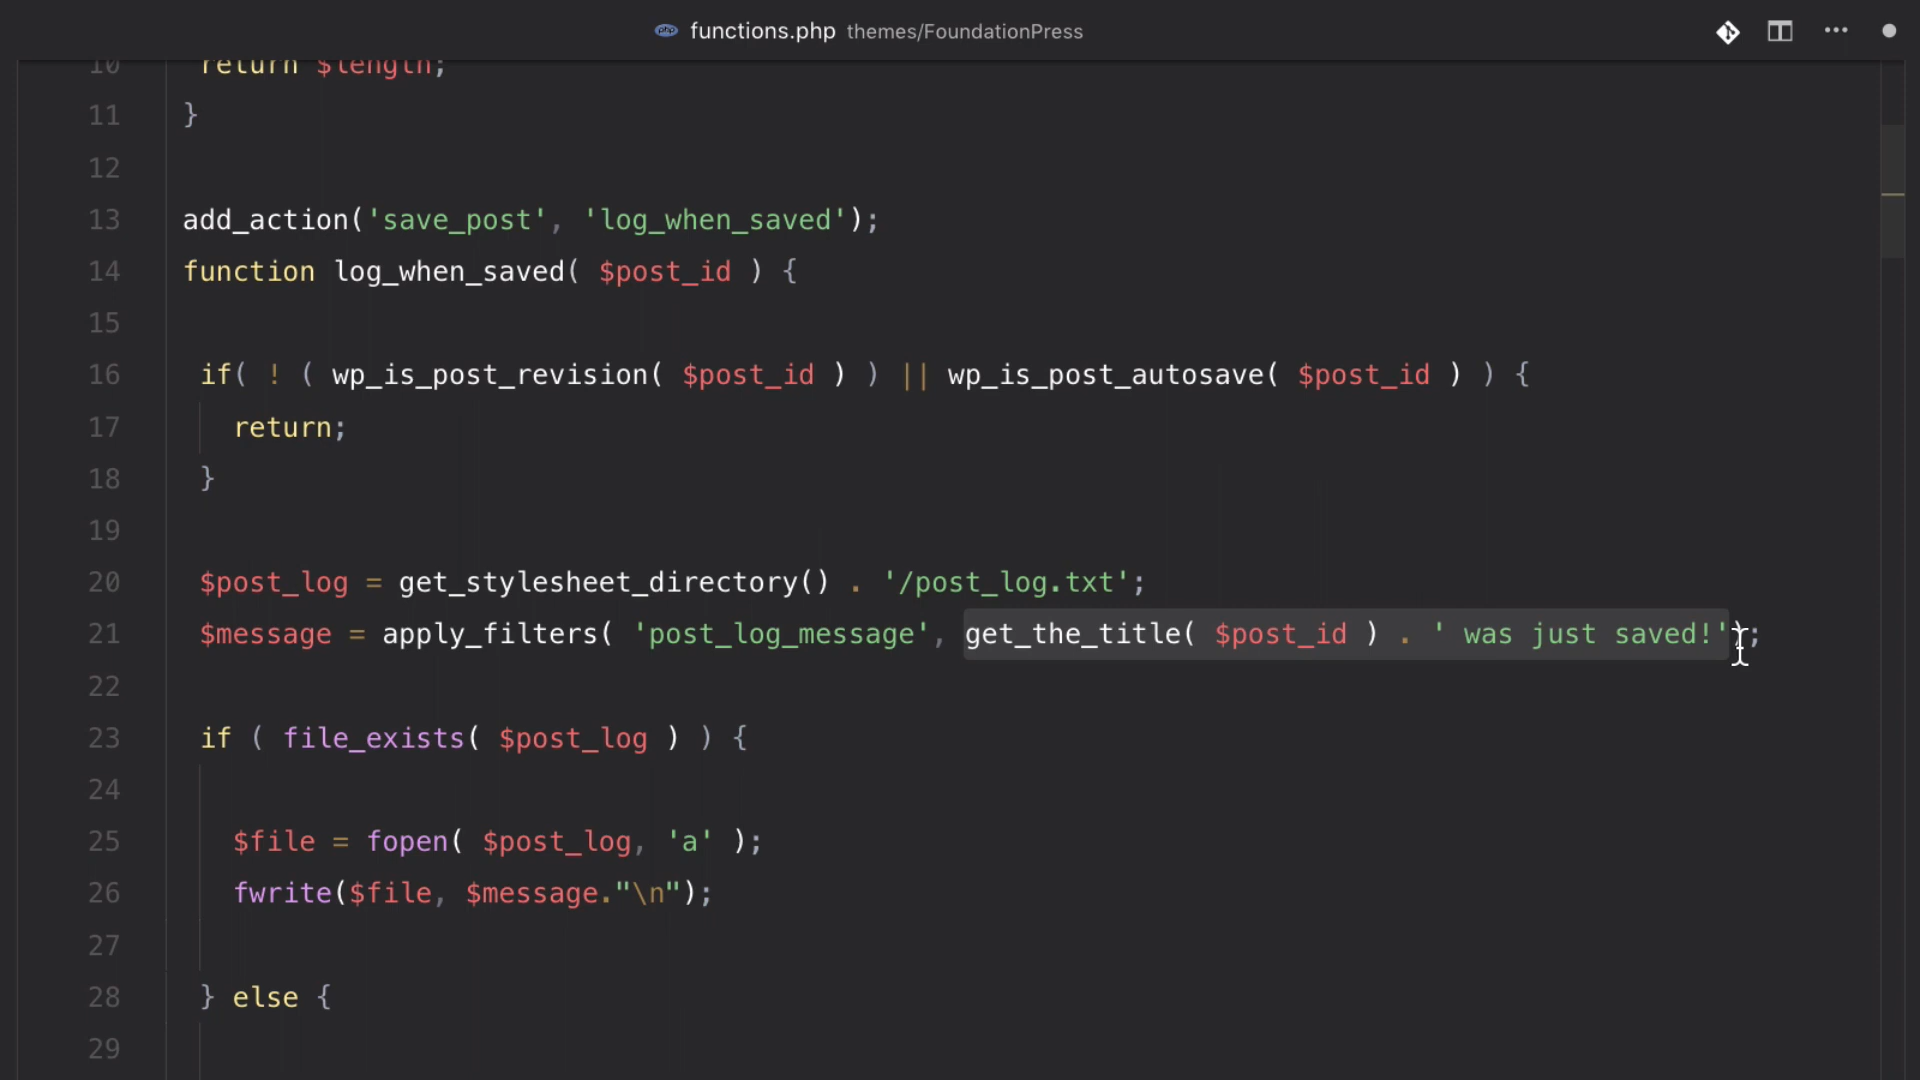 functions.php themes/FoundationPress
10 return $length;
11 }
12
13 add_action('save_post', 'log_when_saved');
14 function log_when_saved( $post_id ) {
15
16 if( ! ( wp_is_post_revision( $post_id ) ) || wp_is_post_autosave( $post_id ) ) {
17 return;
18 }
19
20 $post_log = get_stylesheet_directory() . '/post_log.txt';
21 $message = apply_filters( 'post_log_message', get_the_title( $post_id ) . ' was just saved!');
22
23 if ( file_exists( $post_log ) ) {
24
25 $file = fopen( $post_log, 'a' );
26 fwrite($file, $message."\n");
27
28 } else {
29